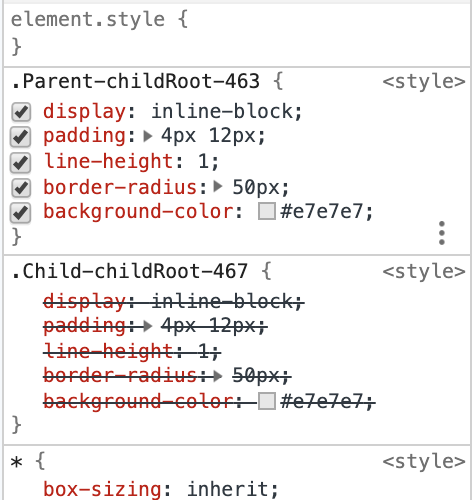 element.style {
}
.Parent-childRoot-463 { <style>
display: inline-block;
padding: 4px 12px;
line-height: 1;
border-radius: 50px;
background-color: #e7e7e7;
}
.Child-childRoot-467 { <style>
display: inline-block;
padding: 4px 12px;
line-height: 1;
border-radius: 50px;
background-color: #e7e7e7;
}
* { <style>
box-sizing: inherit;